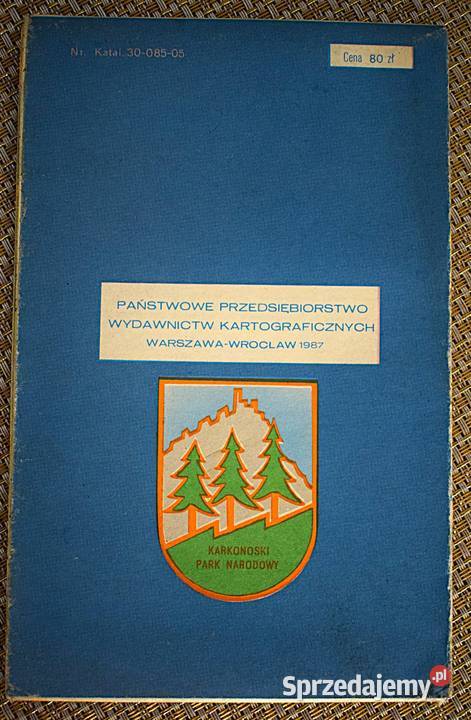 Nr. Katal. 30-085-05
Cena 80 zł
PAŃSTWOWE PRZEDSIĘBIORSTWO
WYDAWNICTW KARTOGRAFICZNYCH
WARSZAWA-WROCŁAW 1987
KARKONOSKI
PARK NARODOWY
Sprzedajemy.pl